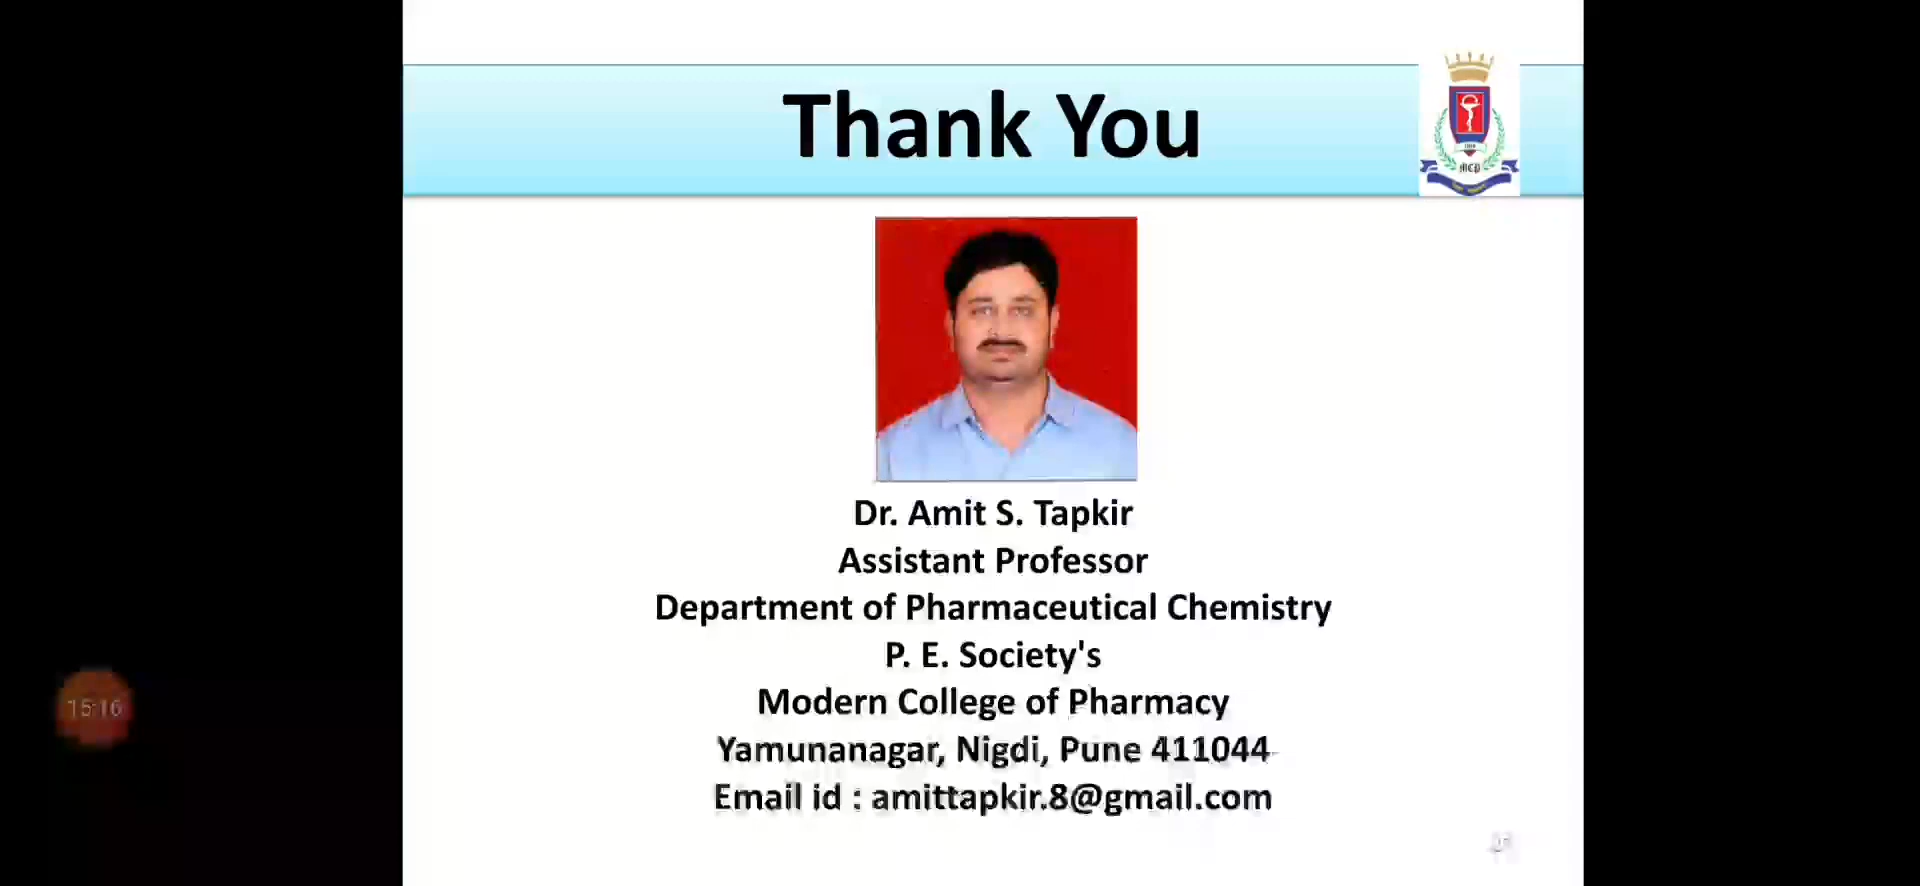 Thank You
MCP
Dr. Amit S. Tapkir
Assistant Professor
Department of Pharmaceutical Chemistry
P. E. Society's
Modern College of Pharmacy
Yamunanagar, Nigdi, Pune 411044
Email id : amittapkir.8@gmail.com
15:16